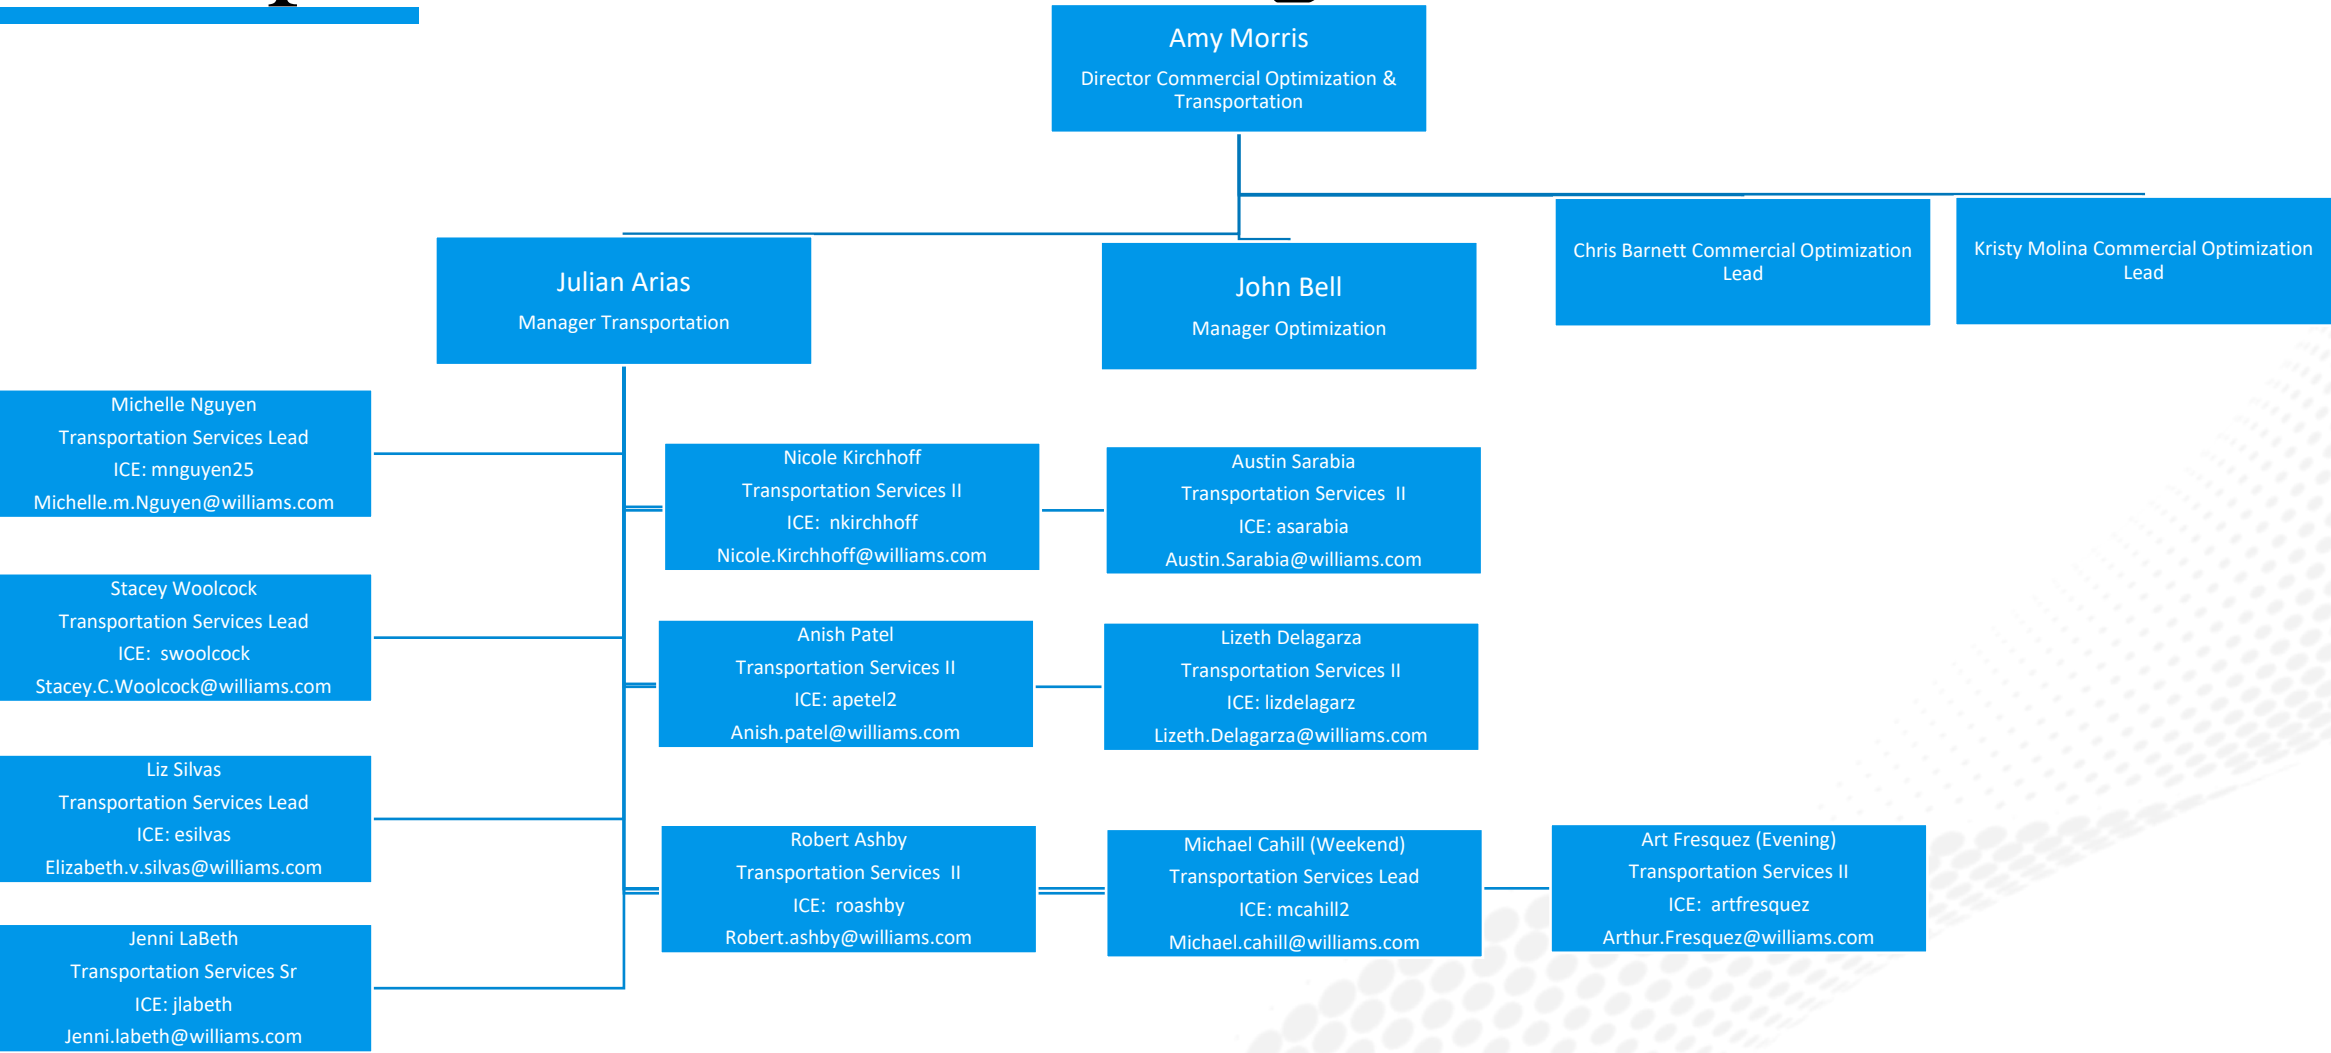 Amy Morris
Director Commercial Optimization &
Transportation
Julian Arias
Manager Transportation
John Bell
Manager Optimization
Chris Barnett Commercial Optimization
Lead
Kristy Molina Commercial Optimization
Lead
Michelle Nguyen
Transportation Services Lead
ICE: mnguyen25
Michelle.m.Nguyen@williams.com
Nicole Kirchhoff
Transportation Services II
ICE: nkirchhoff
Nicole.Kirchhoff@williams.com
Austin Sarabia
Transportation Services II
ICE: asarabia
Austin.Sarabia@williams.com
Stacey Woolcock
Transportation Services Lead
ICE: swoolcock
Stacey.C.Woolcock@williams.com
Anish Patel
Transportation Services II
ICE: apetel2
Anish.patel@williams.com
Lizeth Delagarza
Transportation Services II
ICE: lizdelagarz
Lizeth.Delagarza@williams.com
Liz Silvas
Transportation Services Lead
ICE: esilvas
Elizabeth.v.silvas@williams.com
Robert Ashby
Transportation Services II
ICE: roashby
Robert.ashby@williams.com
Michael Cahill (Weekend)
Transportation Services Lead
ICE: mcahill2
Michael.cahill@williams.com
Art Fresquez (Evening)
Transportation Services II
ICE: artfresquez
Arthur.Fresquez@williams.com
Jenni LaBeth
Transportation Services Sr
ICE: jlabeth
Jenni.labeth@williams.com